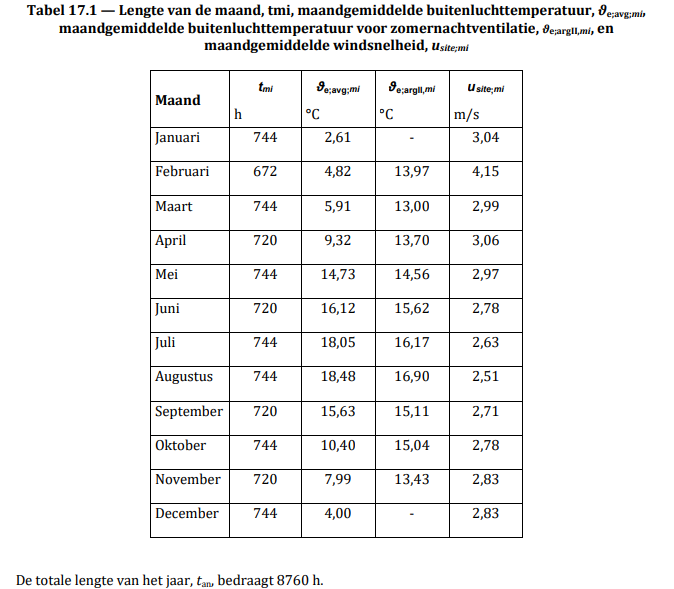 Tabel 17.1 — Lengte van de maand, tmi, maandgemiddelde buitenluchttemperatuur, ϑe;avg;mi,
maandgemiddelde buitenluchttemperatuur voor zomernachtventilatie, ϑe;argII,mi, en
maandgemiddelde windsnelheid, usite;mi
Maand tmi ϑe;avg;mi ϑe;argII,mi usite;mi
h °C °C m/s
Januari 744 2,61 - 3,04
Februari 672 4,82 13,97 4,15
Maart 744 5,91 13,00 2,99
April 720 9,32 13,70 3,06
Mei 744 14,73 14,56 2,97
Juni 720 16,12 15,62 2,78
Juli 744 18,05 16,17 2,63
Augustus 744 18,48 16,90 2,51
September 720 15,63 15,11 2,71
Oktober 744 10,40 15,04 2,78
November 720 7,99 13,43 2,83
December 744 4,00 - 2,83
De totale lengte van het jaar, tan, bedraagt 8760 h.